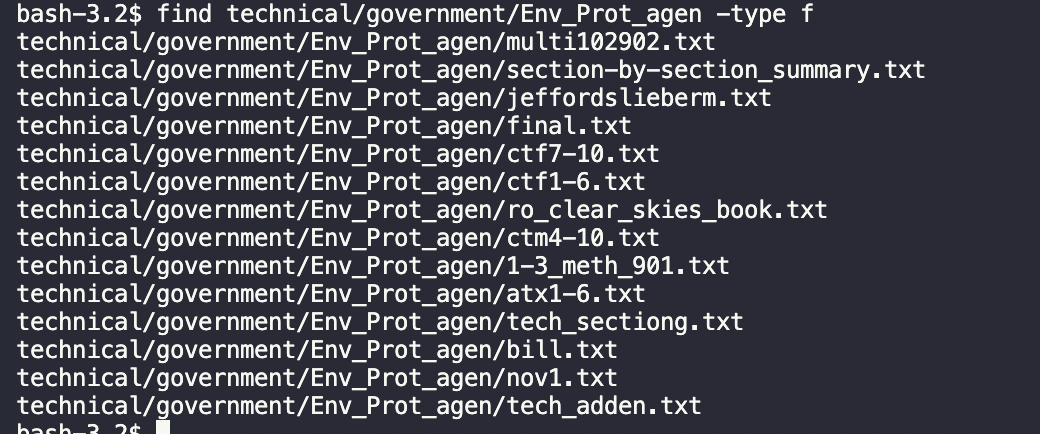 bash-3.2$ find technical/government/Env_Prot_agen -type f
technical/government/Env_Prot_agen/multi102902.txt
technical/government/Env_Prot_agen/section-by-section_summary.txt
technical/government/Env_Prot_agen/jeffordslieberm.txt
technical/government/Env_Prot_agen/final.txt
technical/government/Env_Prot_agen/ctf7-10.txt
technical/government/Env_Prot_agen/ctf1-6.txt
technical/government/Env_Prot_agen/ro_clear_skies_book.txt
technical/government/Env_Prot_agen/ctm4-10.txt
technical/government/Env_Prot_agen/1-3_meth_901.txt
technical/government/Env_Prot_agen/atx1-6.txt
technical/government/Env_Prot_agen/tech_sectiong.txt
technical/government/Env_Prot_agen/bill.txt
technical/government/Env_Prot_agen/nov1.txt
technical/government/Env_Prot_agen/tech_adden.txt
bash-3.2$